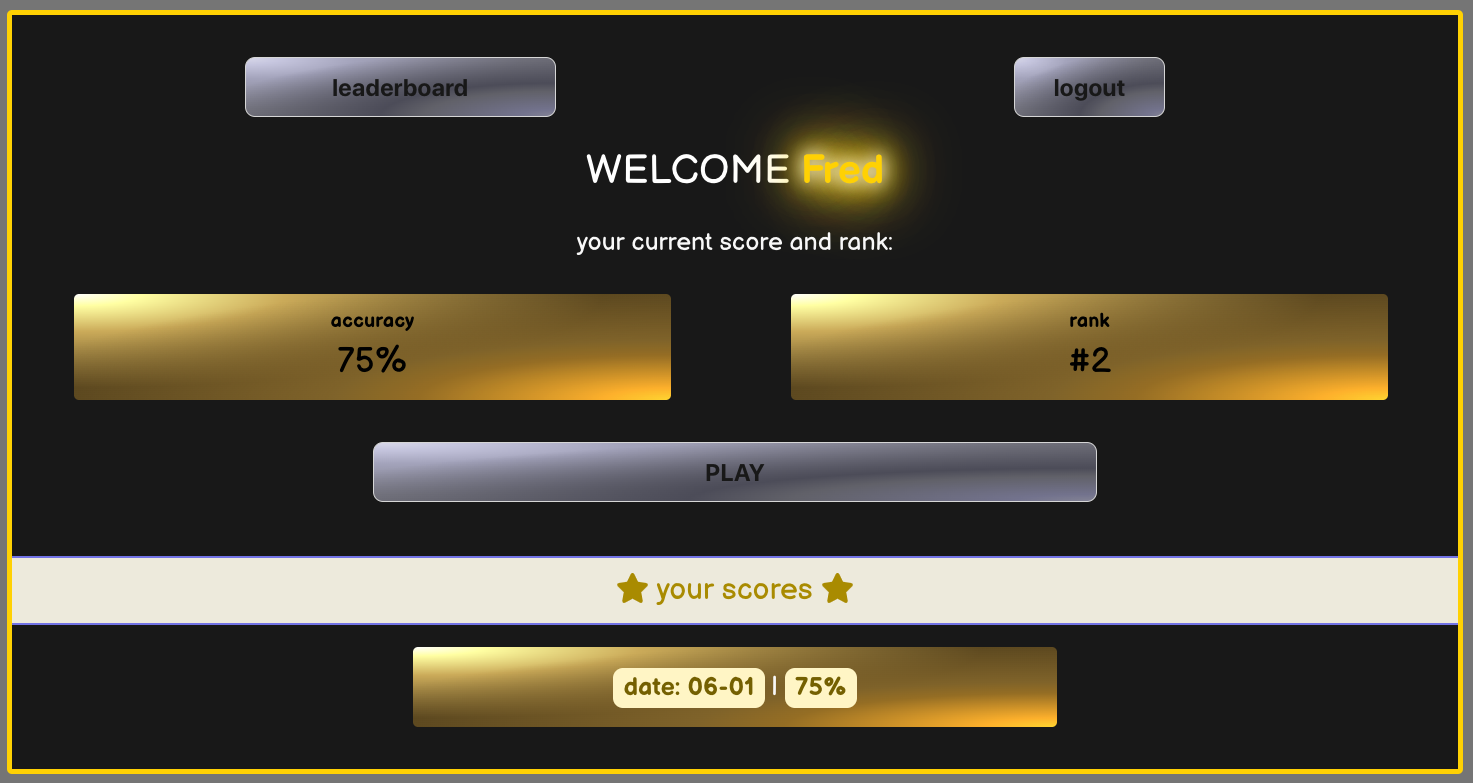 leaderboard
logout
WELCOME Fred
your current score and rank:
accuracy
75%
rank
#2
PLAY
your scores
date: 06-01 | 75%